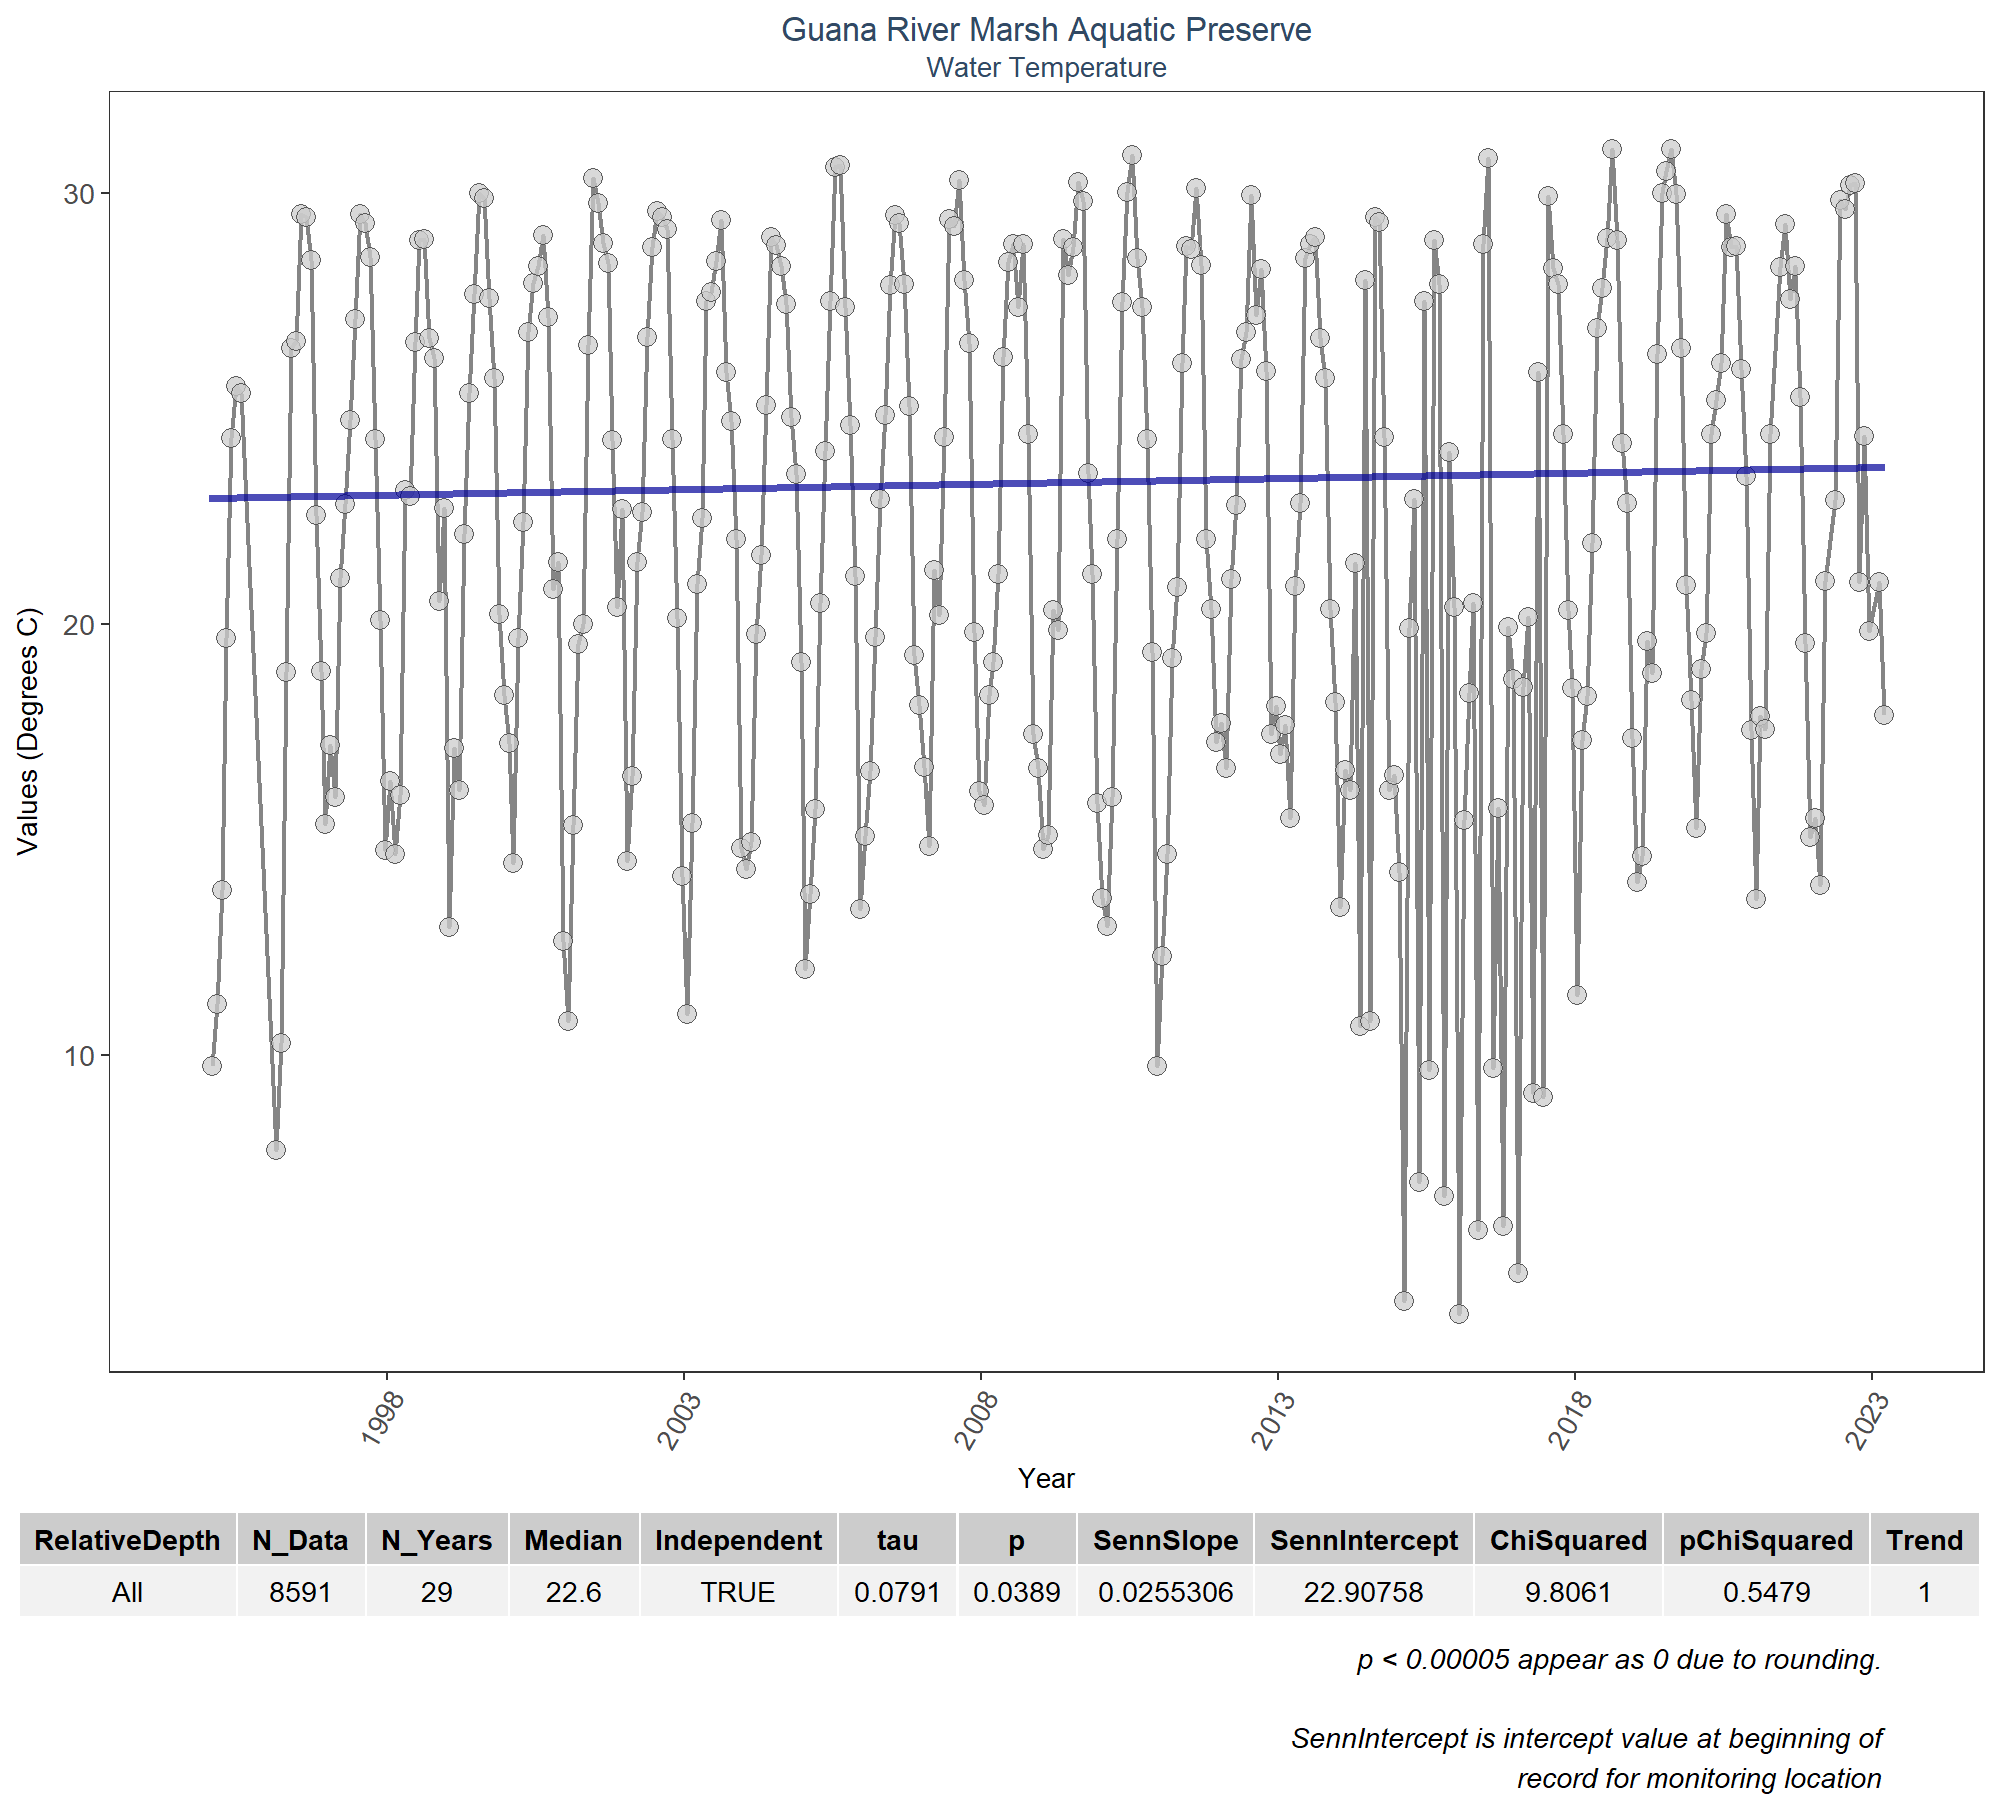 Guana River Marsh Aquatic Preserve
Water Temperature
Values (Degrees C)
30
20
10
1998
2003
2008
2013
2018
2023
Year
RelativeDepth N_Data N_Years Median Independent tau p SennSlope SennIntercept ChiSquared pChiSquared Trend
All 8591 29 22.6 TRUE 0.0791 0.0389 0.0255306 22.90758 9.8061 0.5479 1
p < 0.00005 appear as 0 due to rounding.
SennIntercept is intercept value at beginning of
record for monitoring location